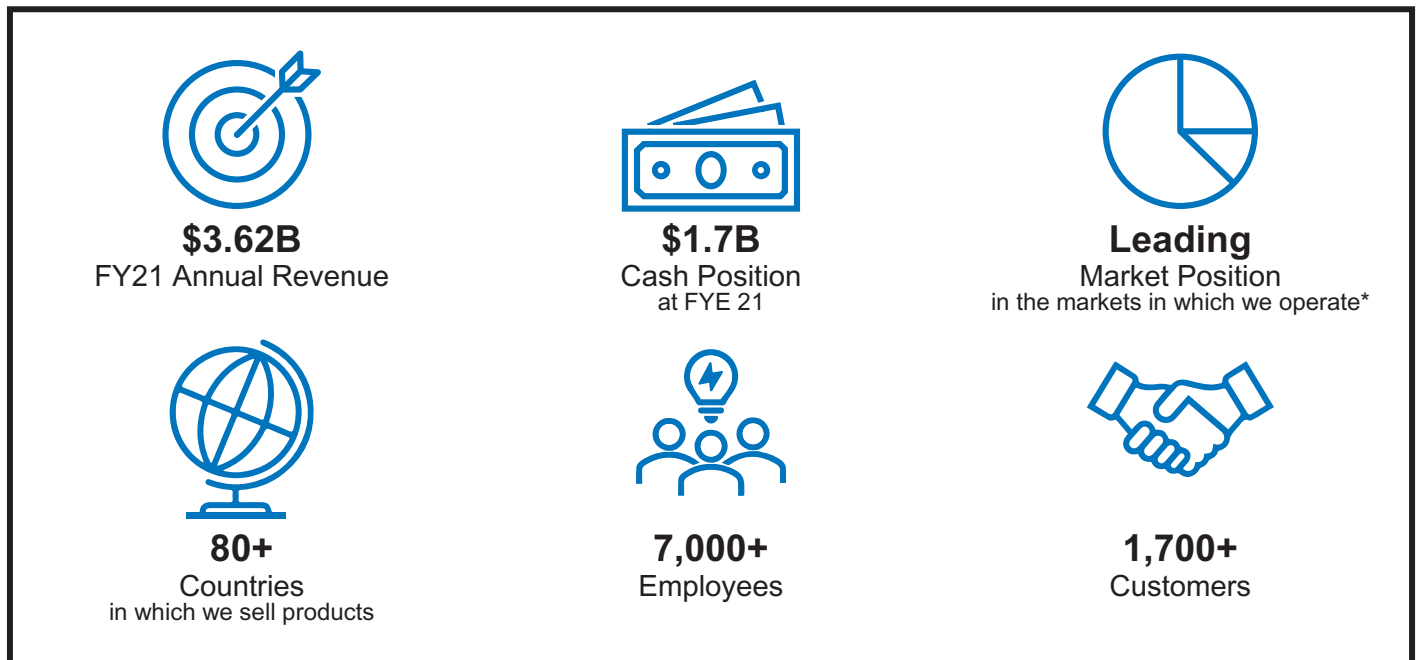 $3.62B
FY21 Annual Revenue
$1.7B
Cash Position
at FYE 21
Leading
Market Position
in the markets in which we operate*
80+
Countries
in which we sell products
7,000+
Employees
1,700+
Customers